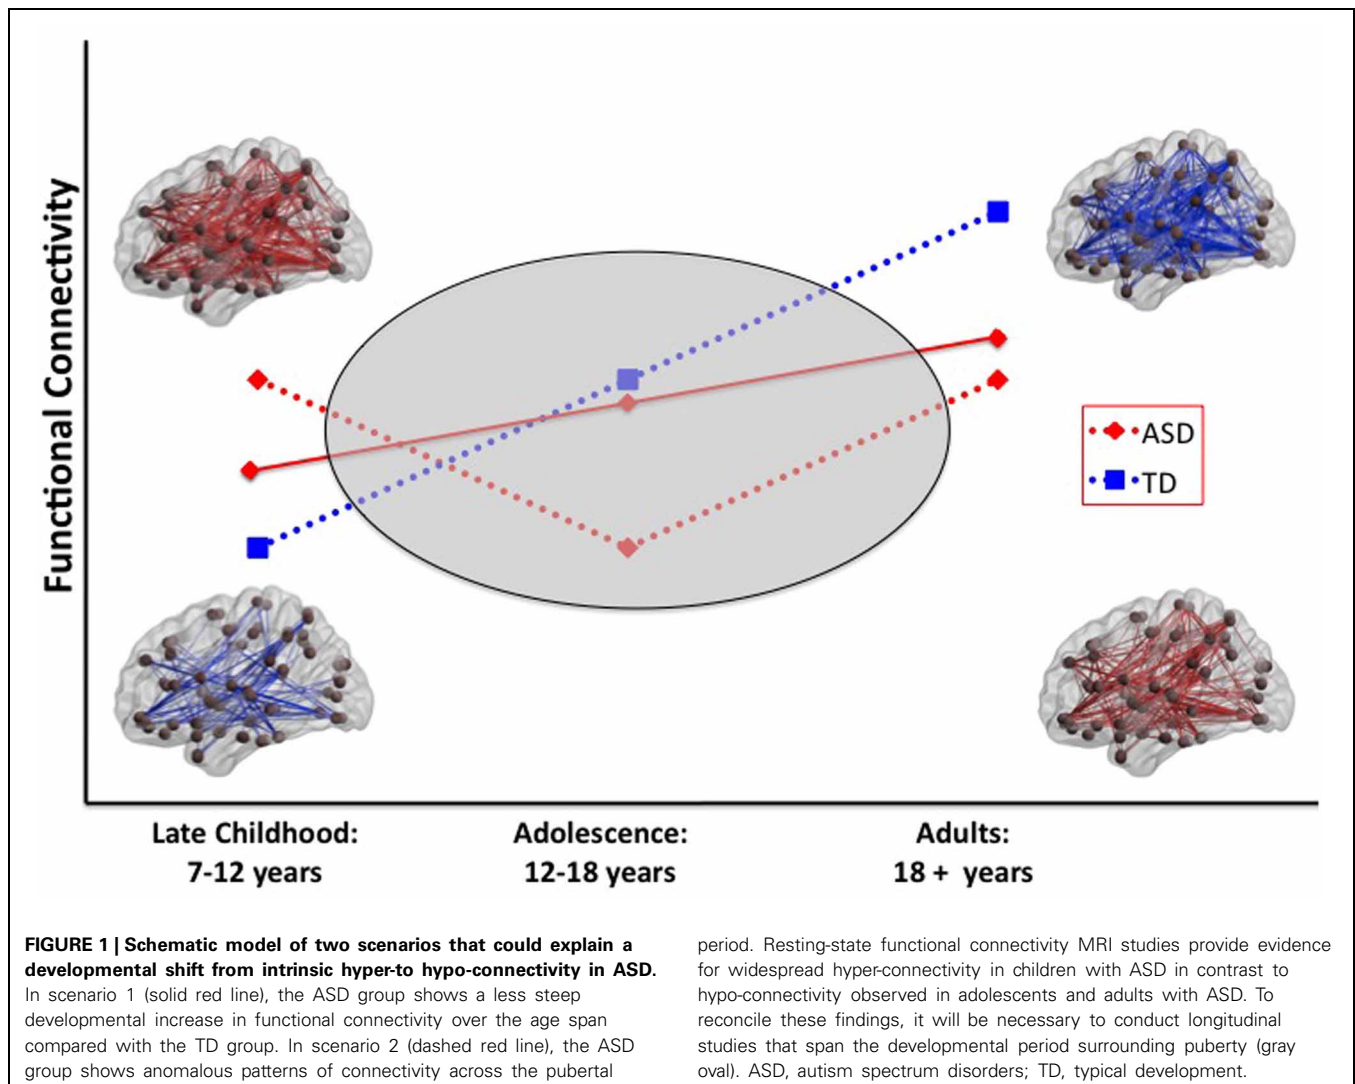 Functional Connectivity
ASD
TD
Late Childhood:
7-12 years
Adolescence:
12-18 years
Adults:
18 + years
FIGURE 1 | Schematic model of two scenarios that could explain a
developmental shift from intrinsic hyper-to hypo-connectivity in ASD.
In scenario 1 (solid red line), the ASD group shows a less steep
developmental increase in functional connectivity over the age span
compared with the TD group. In scenario 2 (dashed red line), the ASD
group shows anomalous patterns of connectivity across the pubertal
period. Resting-state functional connectivity MRI studies provide evidence
for widespread hyper-connectivity in children with ASD in contrast to
hypo-connectivity observed in adolescents and adults with ASD. To
reconcile these findings, it will be necessary to conduct longitudinal
studies that span the developmental period surrounding puberty (gray
oval). ASD, autism spectrum disorders; TD, typical development.